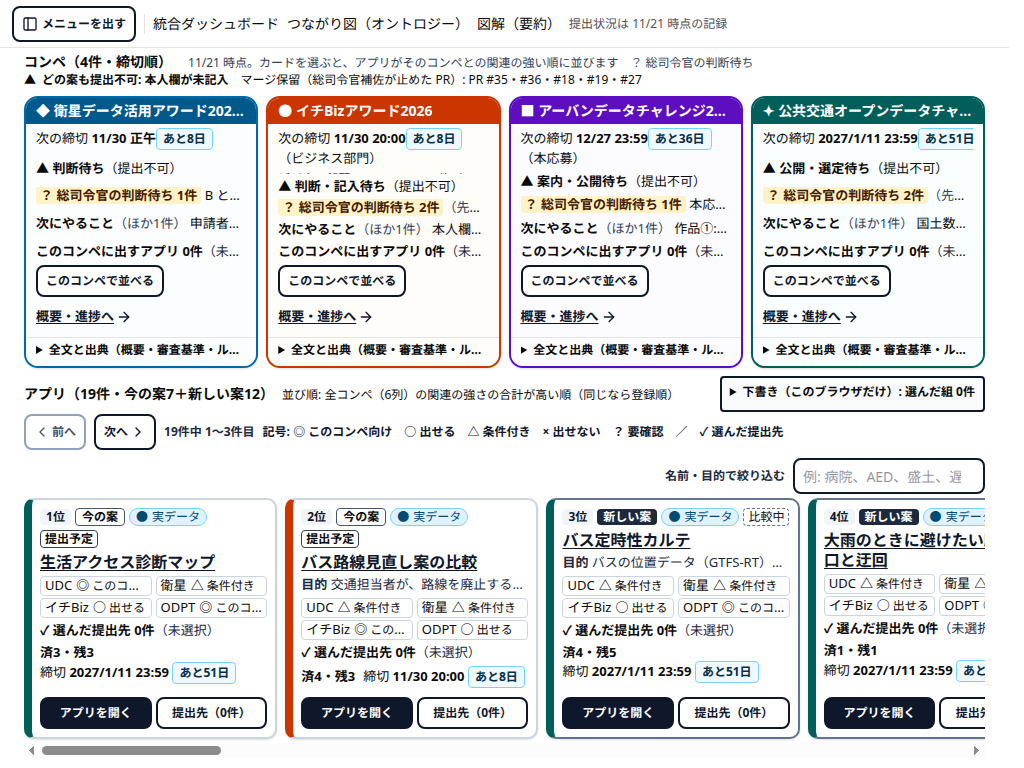 メニューを出す 統合ダッシュボード つながり図（オントロジー） 図解（要約） 提出状況は 11/21 時点の記録
コンペ（4件・締切順） 11/21 時点。カードを選ぶと、アプリがそのコンペとの関連の強い順に並びます ？ 総司令官の判断待ち
▲ どの案も提出不可: 本人欄が未記入 マージ保留（総司令官補佐が止めた PR）: PR #35・#36・#18・#19・#27
◆ 衛星データ活用アワード202…
次の締切 11/30 正午 あと8日
▲ 判断待ち（提出不可）
？ 総司令官の判断待ち 1件 B と…
次にやること（ほか1件） 申請者…
このコンペに出すアプリ 0件（未…
このコンペで並べる
概要・進捗へ →
▶ 全文と出典（概要・審査基準・ル…
● イチBizアワード2026
次の締切 11/30 20:00 あと8日
（ビジネス部門）
▲ 判断・記入待ち（提出不可）
？ 総司令官の判断待ち 2件（先…
次にやること（ほか1件） 本人欄…
このコンペに出すアプリ 0件（未…
このコンペで並べる
概要・進捗へ →
▶ 全文と出典（概要・審査基準・ル…
■ アーバンデータチャレンジ2…
次の締切 12/27 23:59 あと36日
（本応募）
▲ 案内・公開待ち（提出不可）
？ 総司令官の判断待ち 1件 本応…
次にやること（ほか1件） 作品①:…
このコンペに出すアプリ 0件（未…
このコンペで並べる
概要・進捗へ →
▶ 全文と出典（概要・審査基準・ル…
✦ 公共交通オープンデータチャ…
次の締切 2027/1/11 23:59 あと51日
▲ 公開・選定待ち（提出不可）
？ 総司令官の判断待ち 2件（先…
次にやること（ほか1件） 国土数…
このコンペに出すアプリ 0件（未…
このコンペで並べる
概要・進捗へ →
▶ 全文と出典（概要・審査基準・ル…
アプリ（19件・今の案7＋新しい案12） 並び順: 全コンペ（6列）の関連の強さの合計が高い順（同じなら登録順）
▶ 下書き（このブラウザだけ）: 選んだ組 0件
前へ 次へ 19件中 1〜3件目 記号: ◎ このコンペ向け ○ 出せる △ 条件付き × 出せない ？ 要確認 ／ ✓ 選んだ提出先
名前・目的で絞り込む 例: 病院、AED、盛土、遅
1位 今の案 ● 実データ
提出予定
生活アクセス診断マップ
UDC ◎ このコ… 衛星 △ 条件付き
イチBiz ○ 出せる ODPT ◎ このコ…
✓ 選んだ提出先 0件（未選択）
済3・残3
締切 2027/1/11 23:59 あと51日
アプリを開く 提出先（0件）
2位 今の案 ● 実データ
提出予定
バス路線見直し案の比較
目的 交通担当者が、路線を廃止する…
UDC △ 条件付き 衛星 △ 条件付き
イチBiz ◎ この… ODPT ○ 出せる
✓ 選んだ提出先 0件（未選択）
済4・残3 締切 11/30 20:00 あと8日
アプリを開く 提出先（0件）
3位 新しい案 ● 実データ 比較中
バス定時性カルテ
目的 バスの位置データ（GTFS-RT）…
UDC △ 条件付き 衛星 △ 条件付き
イチBiz ○ 出せる ODPT ◎ このコ…
✓ 選んだ提出先 0件（未選択）
済4・残5
締切 2027/1/11 23:59 あと51日
アプリを開く 提出先（0件）
4位 新しい案 ● 実デー
大雨のときに避けたい
口と迂回
UDC △ 条件付き 衛星 △
イチBiz ○ 出せる ODPT
✓ 選んだ提出先 0件（未選
済1・残1
締切 2027/1/11 23:59 あと
アプリを開く 提出